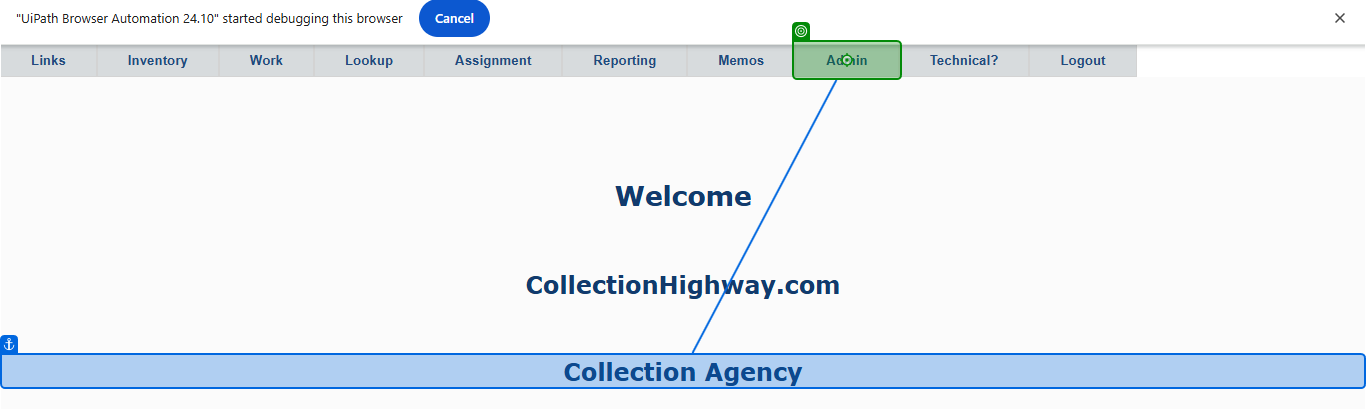 "UiPath Browser Automation 24.10" started debugging this browser Cancel
Links Inventory Work Lookup Assignment Reporting Memos Admin Technical? Logout
Welcome
CollectionHighway.com
Collection Agency